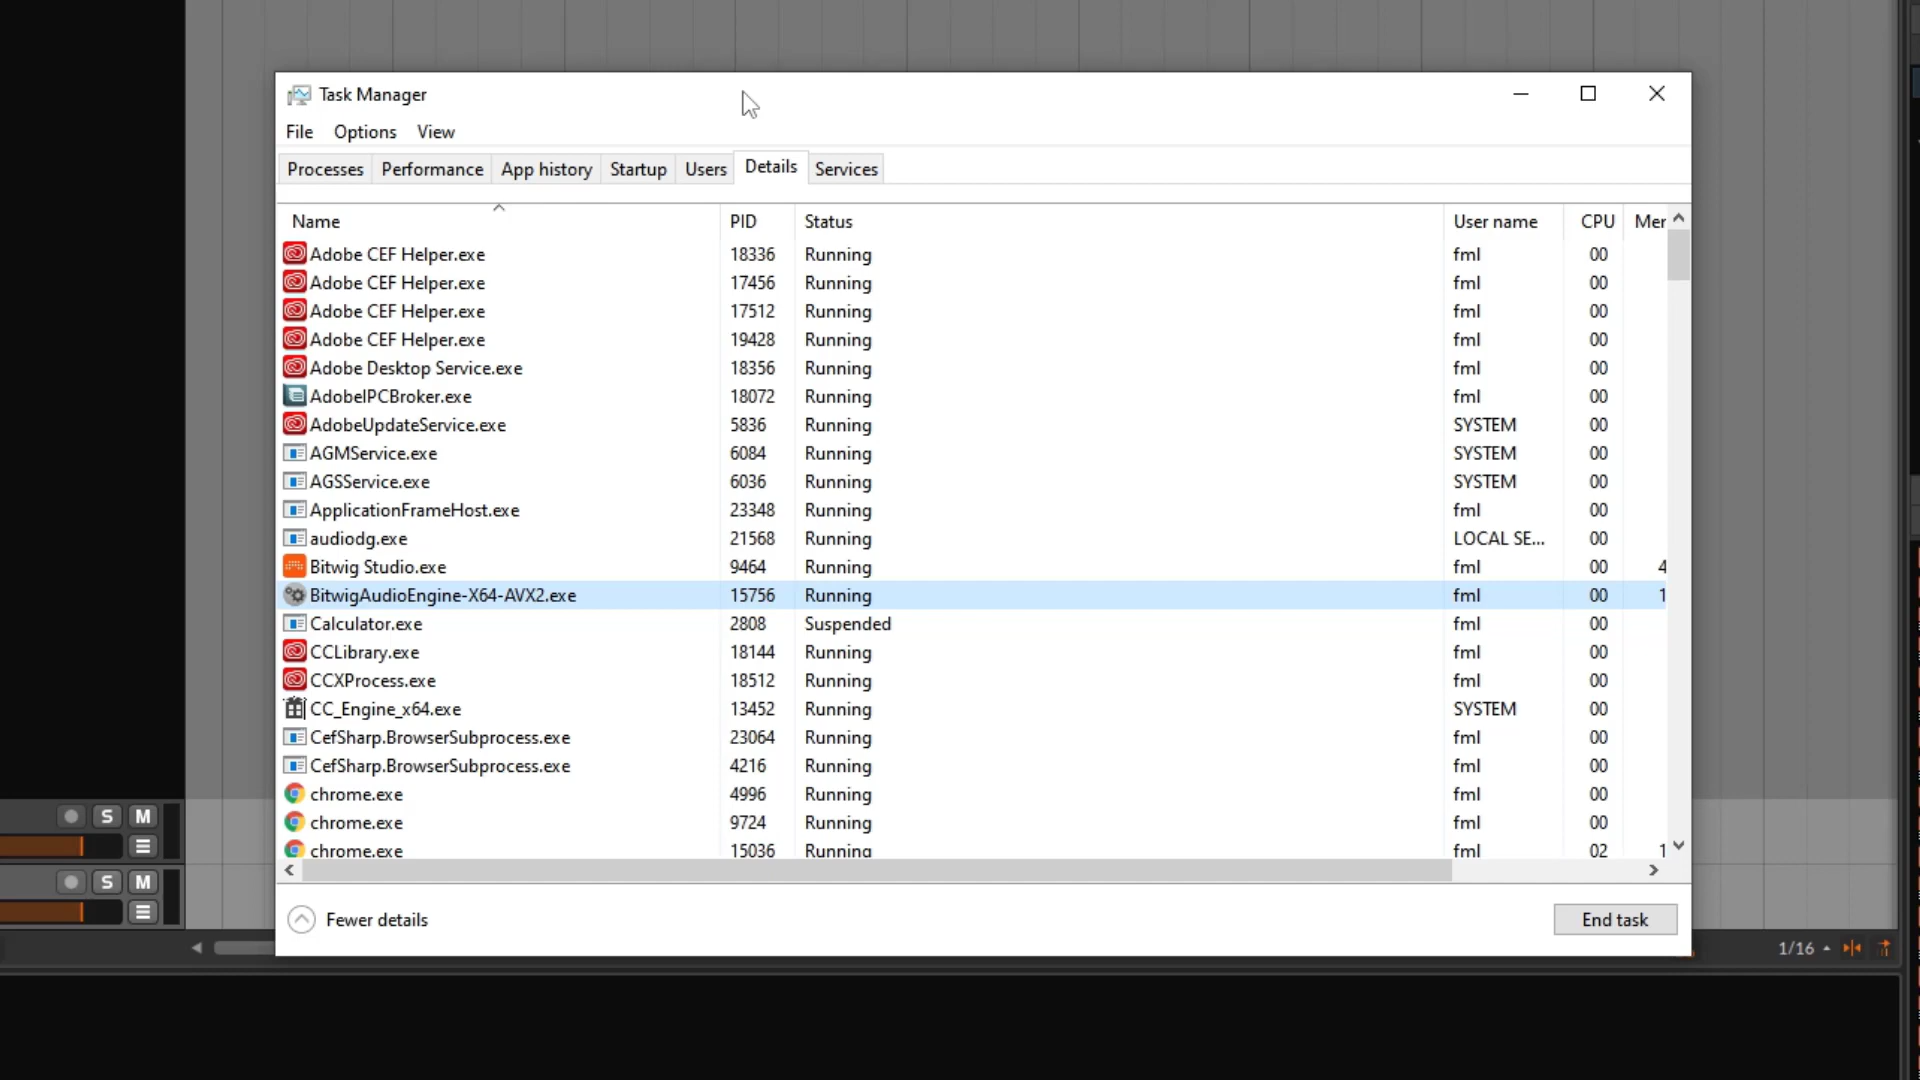 Task Manager
File Options View
Processes Performance App history Startup Users Details Services
Name PID Status User name CPU Mer
Adobe CEF Helper.exe 18336 Running fml 00
Adobe CEF Helper.exe 17456 Running fml 00
Adobe CEF Helper.exe 17512 Running fml 00
Adobe CEF Helper.exe 19428 Running fml 00
Adobe Desktop Service.exe 18356 Running fml 00
AdobeIPCBroker.exe 18072 Running fml 00
AdobeUpdateService.exe 5836 Running SYSTEM 00
AGMService.exe 6084 Running SYSTEM 00
AGSService.exe 6036 Running SYSTEM 00
ApplicationFrameHost.exe 23348 Running fml 00
audiodg.exe 21568 Running LOCAL SE... 00
Bitwig Studio.exe 9464 Running fml 00 4
BitwigAudioEngine-X64-AVX2.exe 15756 Running fml 00 1
Calculator.exe 2808 Suspended fml 00
CCLibrary.exe 18144 Running fml 00
CCXProcess.exe 18512 Running fml 00
CC_Engine_x64.exe 13452 Running SYSTEM 00
CefSharp.BrowserSubprocess.exe 23064 Running fml 00
CefSharp.BrowserSubprocess.exe 4216 Running fml 00
chrome.exe 4996 Running fml 00
chrome.exe 9724 Running fml 00
chrome.exe 15036 Running fml 02 1
S M
S M
Fewer details End task
1/16